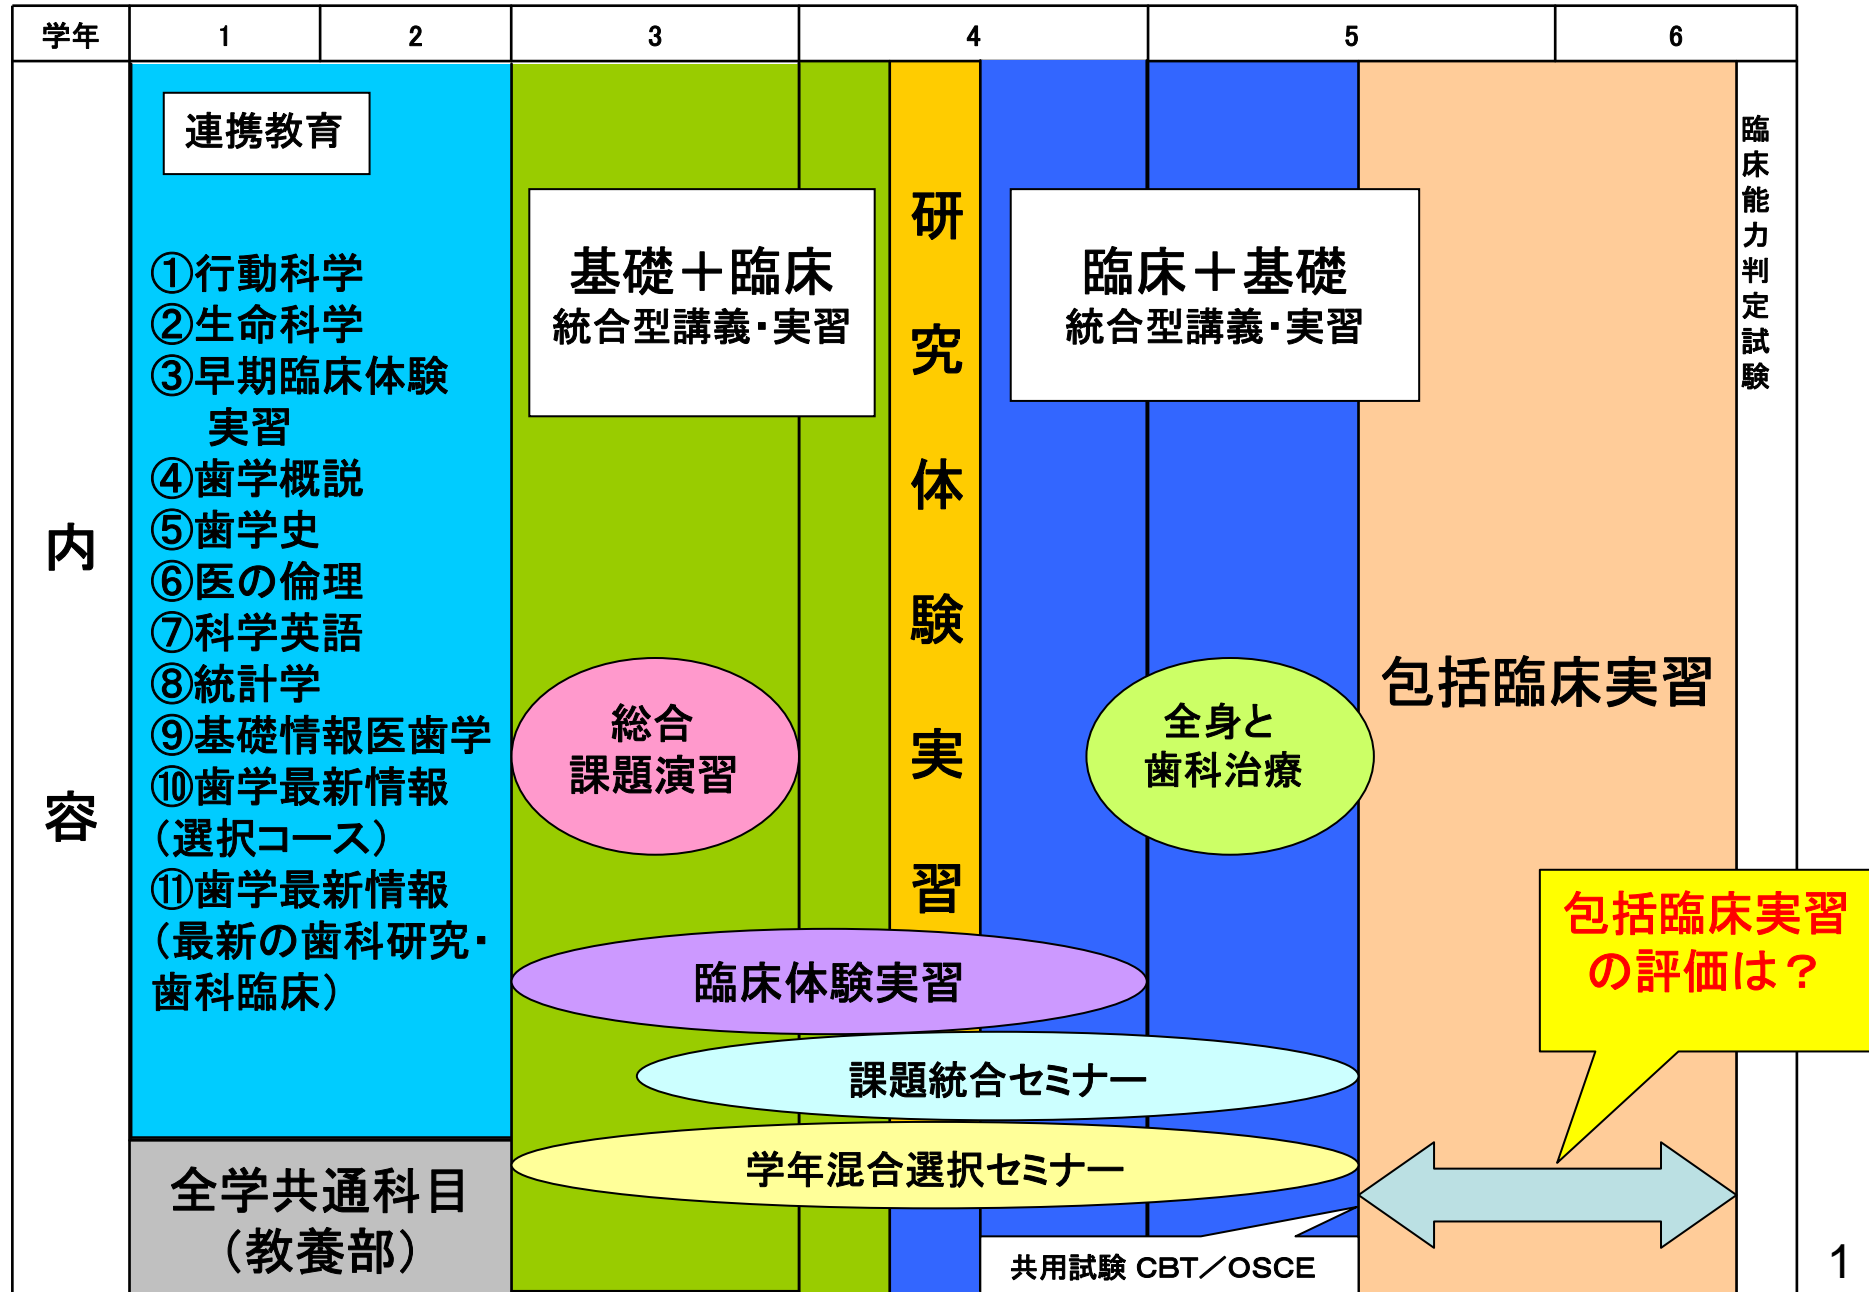 学年
1
2
3
4
5
6
内
容
連携教育
①行動科学
②生命科学
③早期臨床体験
実習
④歯学概説
⑤歯学史
⑥医の倫理
⑦科学英語
⑧統計学
⑨基礎情報医歯学
⑩歯学最新情報
（選択コース）
⑪歯学最新情報
（最新の歯科研究・
歯科臨床）
全学共通科目
（教養部）
基礎＋臨床
統合型講義・実習
総合
課題演習
研究体験実習
臨床＋基礎
統合型講義・実習
全身と
歯科治療
臨床体験実習
課題統合セミナー
学年混合選択セミナー
共用試験 CBT／OSCE
包括臨床実習
包括臨床実習
の評価は？
臨床能力判定試験
1